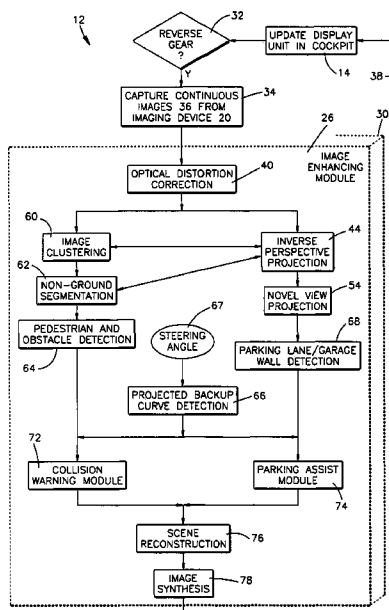 12
32
REVERSE
GEAR
?
Y
UPDATE DISPLAY
UNIT IN COCKPIT
14
38
34
CAPTURE CONTINUOUS
IMAGES 36 FROM
IMAGING DEVICE 20
30
26
IMAGE
ENHANCING
MODULE
OPTICAL DISTORTION
CORRECTION
40
60
IMAGE
CLUSTERING
44
INVERSE
PERSPECTIVE
PROJECTION
62
NON-GROUND
SEGMENTATION
54
NOVEL VIEW
PROJECTION
67
STEERING
ANGLE
68
PEDESTRIAN AND
OBSTACLE DETECTION
64
PARKING LANE/GARAGE
WALL DETECTION
PROJECTED BACKUP
CURVE DETECTION
66
72
COLLISION
WARNING MODULE
PARKING ASSIST
MODULE
74
SCENE
RECONSTRUCTION
76
IMAGE
SYNTHESIS
78